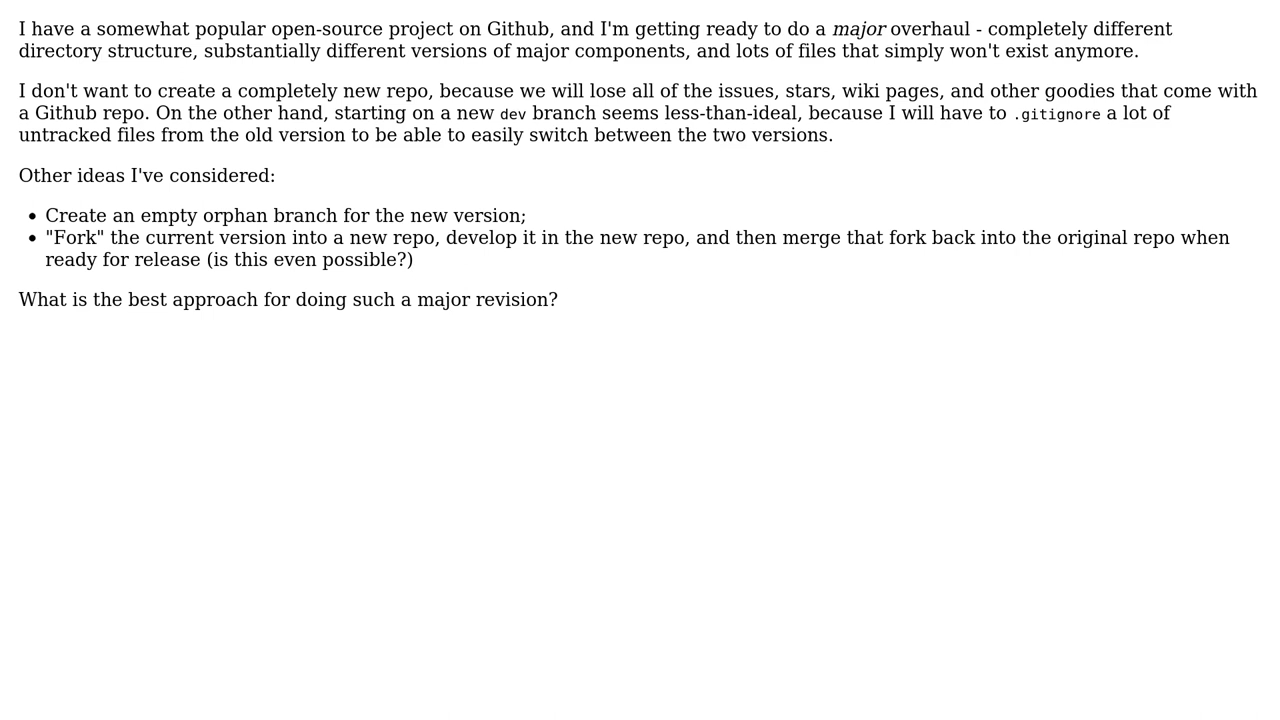 I have a somewhat popular open-source project on Github, and I'm getting ready to do a major overhaul - completely different
directory structure, substantially different versions of major components, and lots of files that simply won't exist anymore.
I don't want to create a completely new repo, because we will lose all of the issues, stars, wiki pages, and other goodies that come with
a Github repo. On the other hand, starting on a new dev branch seems less-than-ideal, because I will have to .gitignore a lot of
untracked files from the old version to be able to easily switch between the two versions.
Other ideas I've considered:
• Create an empty orphan branch for the new version;
• "Fork" the current version into a new repo, develop it in the new repo, and then merge that fork back into the original repo when
ready for release (is this even possible?)
What is the best approach for doing such a major revision?